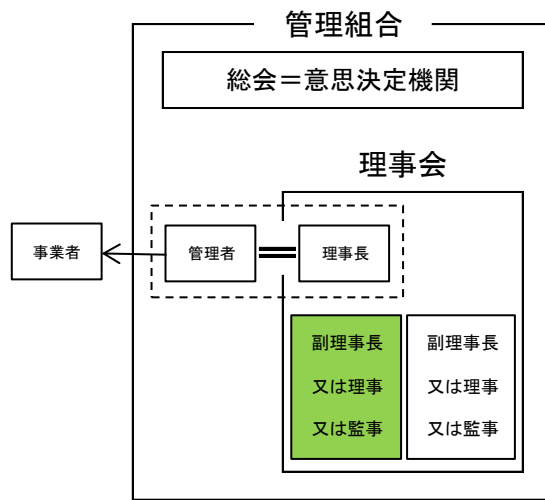 管理組合
総会＝意思決定機関
理事会
事業者
管理者
理事長
副理事長
又は理事
又は監事
副理事長
又は理事
又は監事